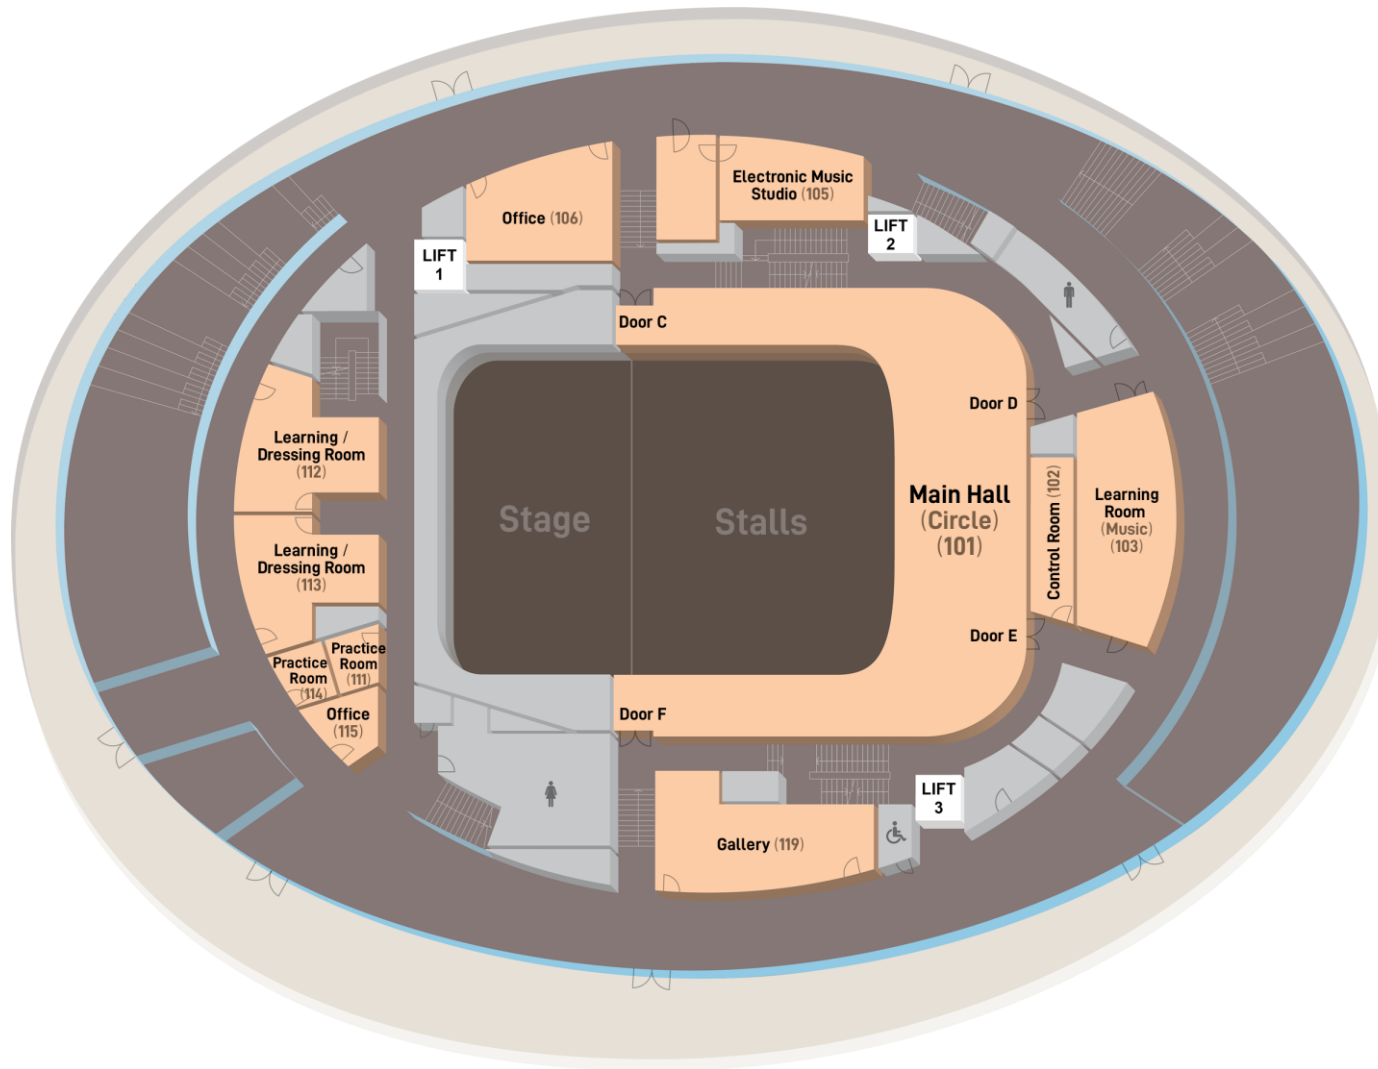 Electronic Music
Studio (105)
Office (106)
LIFT
2
LIFT
1
Door C
Door D
Learning /
Dressing Room
(112)
Stage
Stalls
Main Hall
(Circle)
(101)
Control Room (102)
Learning
Room
(Music)
(103)
Learning /
Dressing Room
(113)
Door E
Practice
Room
(111)
Practice
Room
(114)
Office
(115)
Door F
LIFT
3
Gallery (119)